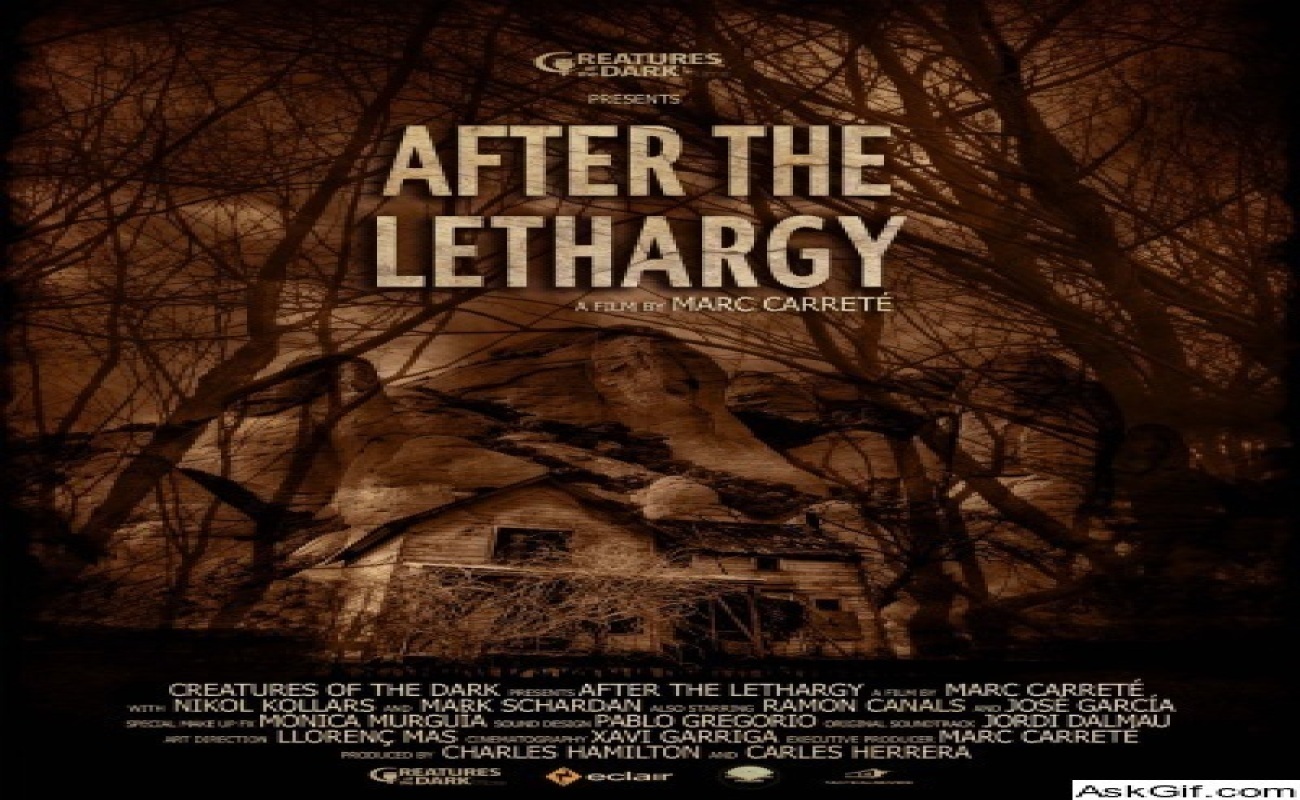 CREATURES
OF THE DARK
PRESENTS
AFTER THE
LETHARGY
A FILM BY MARC CARRETÉ
CREATURES OF THE DARK PRESENTS AFTER THE LETHARGY A FILM BY MARC CARRETÉ
WITH NIKOL KOLLARS AND MARK SCHARDAN ALSO STARRING RAMON CANALS AND JOSE GARCÍA
SPECIAL MAKE UP FX MÒNICA MURGUÍA SOUND DESIGN PABLO GREGORIO ORIGINAL SOUNDTRACK JORDI DALMAU
ART DIRECTION LLORENÇ MAS CINEMATOGRAPHY XAVI GARRIGA EXECUTIVE PRODUCER MARC CARRETÉ
PRODUCED BY CHARLES HAMILTON AND CARLES HERRERA
CREATURES
OF THE DARK
eclair
AskGif.com